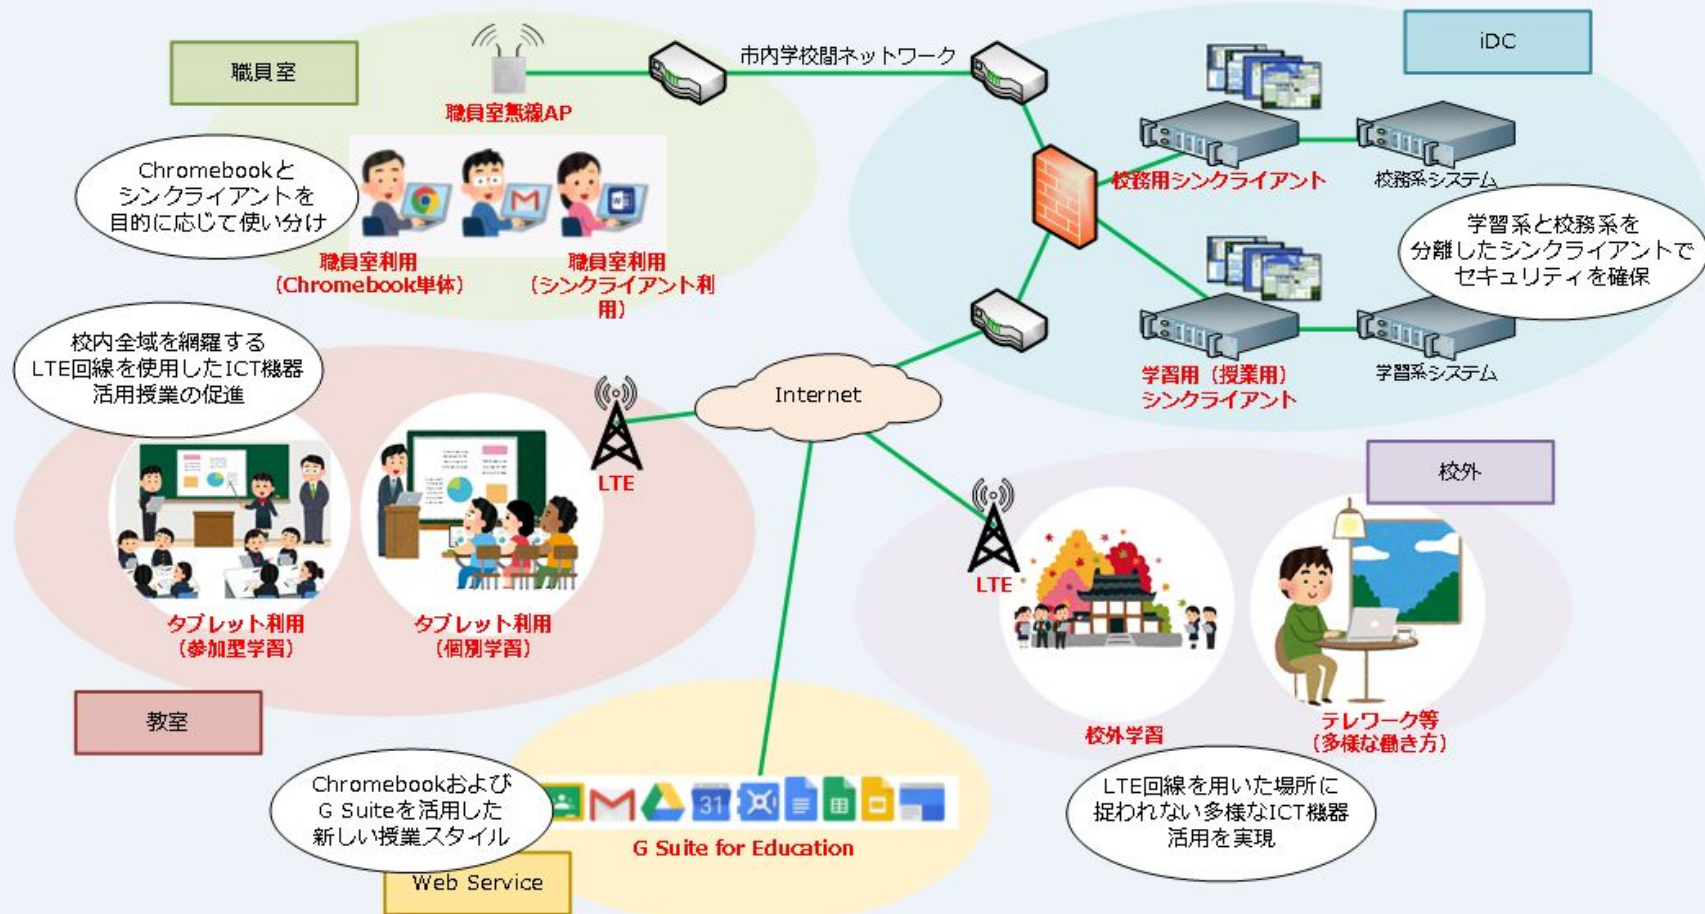 職員室
市内学校間ネットワーク
iDC
職員室無線AP
Chromebookと
シンクライアントを
目的に応じて使い分け
職員室利用
(Chromebook単体)
職員室利用
(シンクライアント利
用)
校務用シンクライアント
校務系システム
学習系と校務系を
分離したシンクライアントで
セキュリティを確保
学習用(授業用)
シンクライアント
学習系システム
校内全域を網羅する
LTE回線を使用したICT機器
活用授業の促進
Internet
LTE
タブレット利用
(参加型学習)
タブレット利用
(個別学習)
教室
校外
LTE
校外学習
テレワーク等
(多様な働き方)
LTE回線を用いた場所に
捉われない多様なICT機器
活用を実現
Chromebookおよび
G Suiteを活用した
新しい授業スタイル
31
G Suite for Education
Web Service